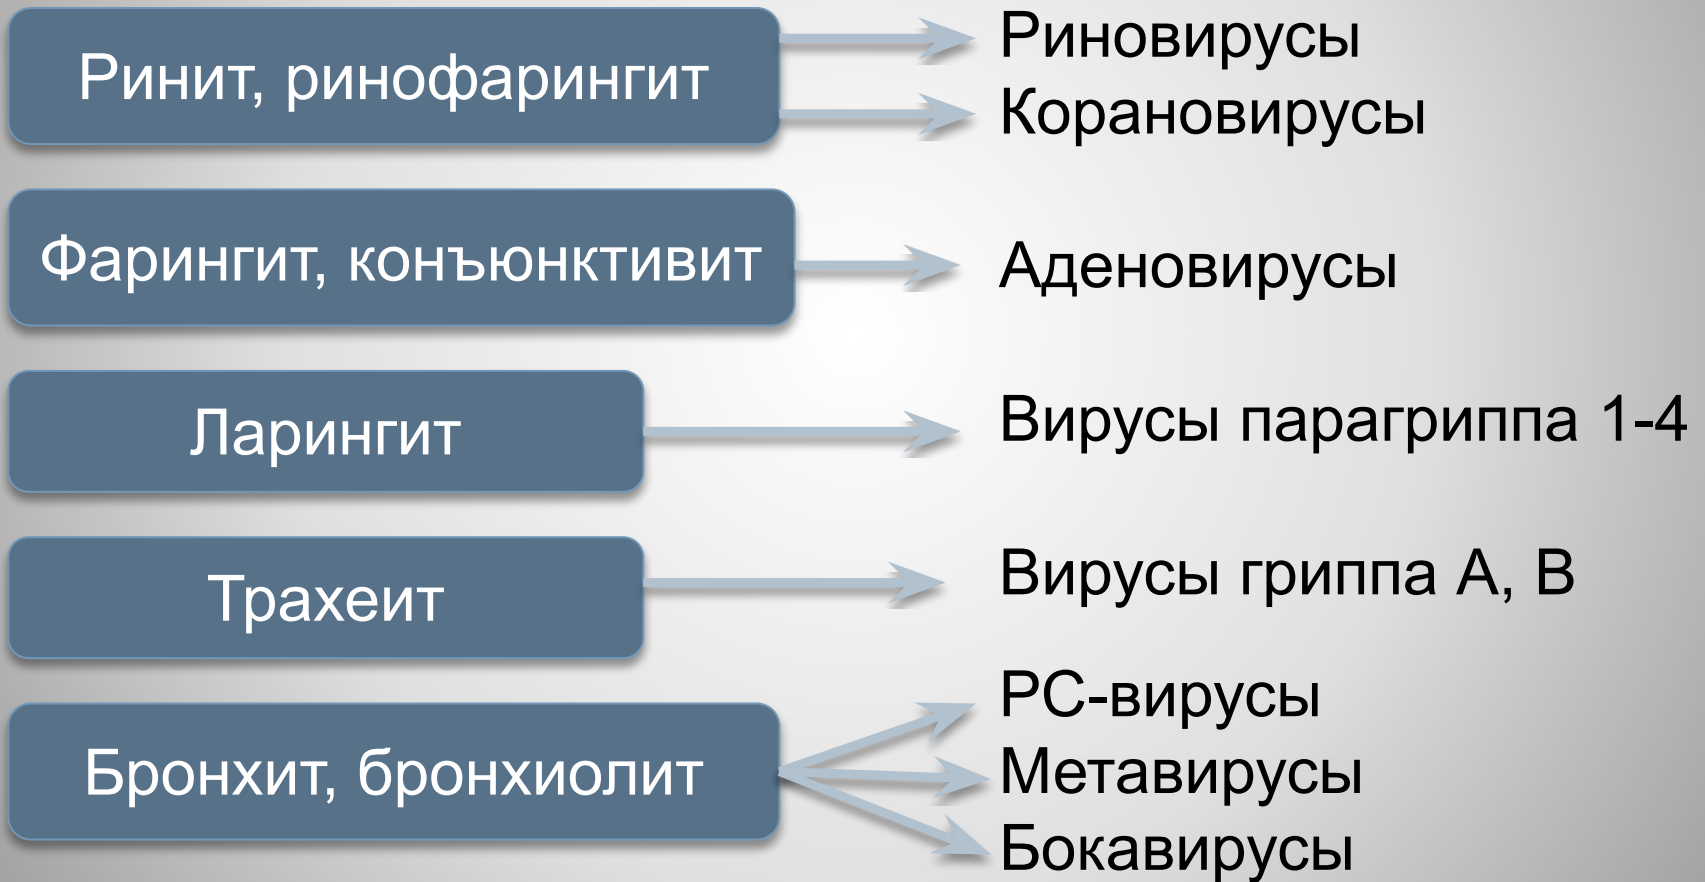 Ринит, ринофарингит
Риновирусы
Корановирусы
Фарингит, конъюнктивит
Аденовирусы
Ларингит
Вирусы парагриппа 1-4
Трахеит
Вирусы гриппа А, В
Бронхит, бронхиолит
РС-вирусы
Метавирусы
Бокавирусы